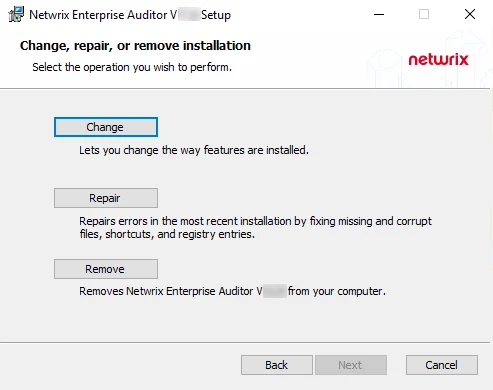 Netwrix Enterprise Auditor V Setup
Change, repair, or remove installation
Select the operation you wish to perform.
netwrix
Change
Lets you change the way features are installed.
Repair
Repairs errors in the most recent installation by fixing missing and corrupt
files, shortcuts, and registry entries.
Remove
Removes Netwrix Enterprise Auditor V from your computer.
Back
Next
Cancel